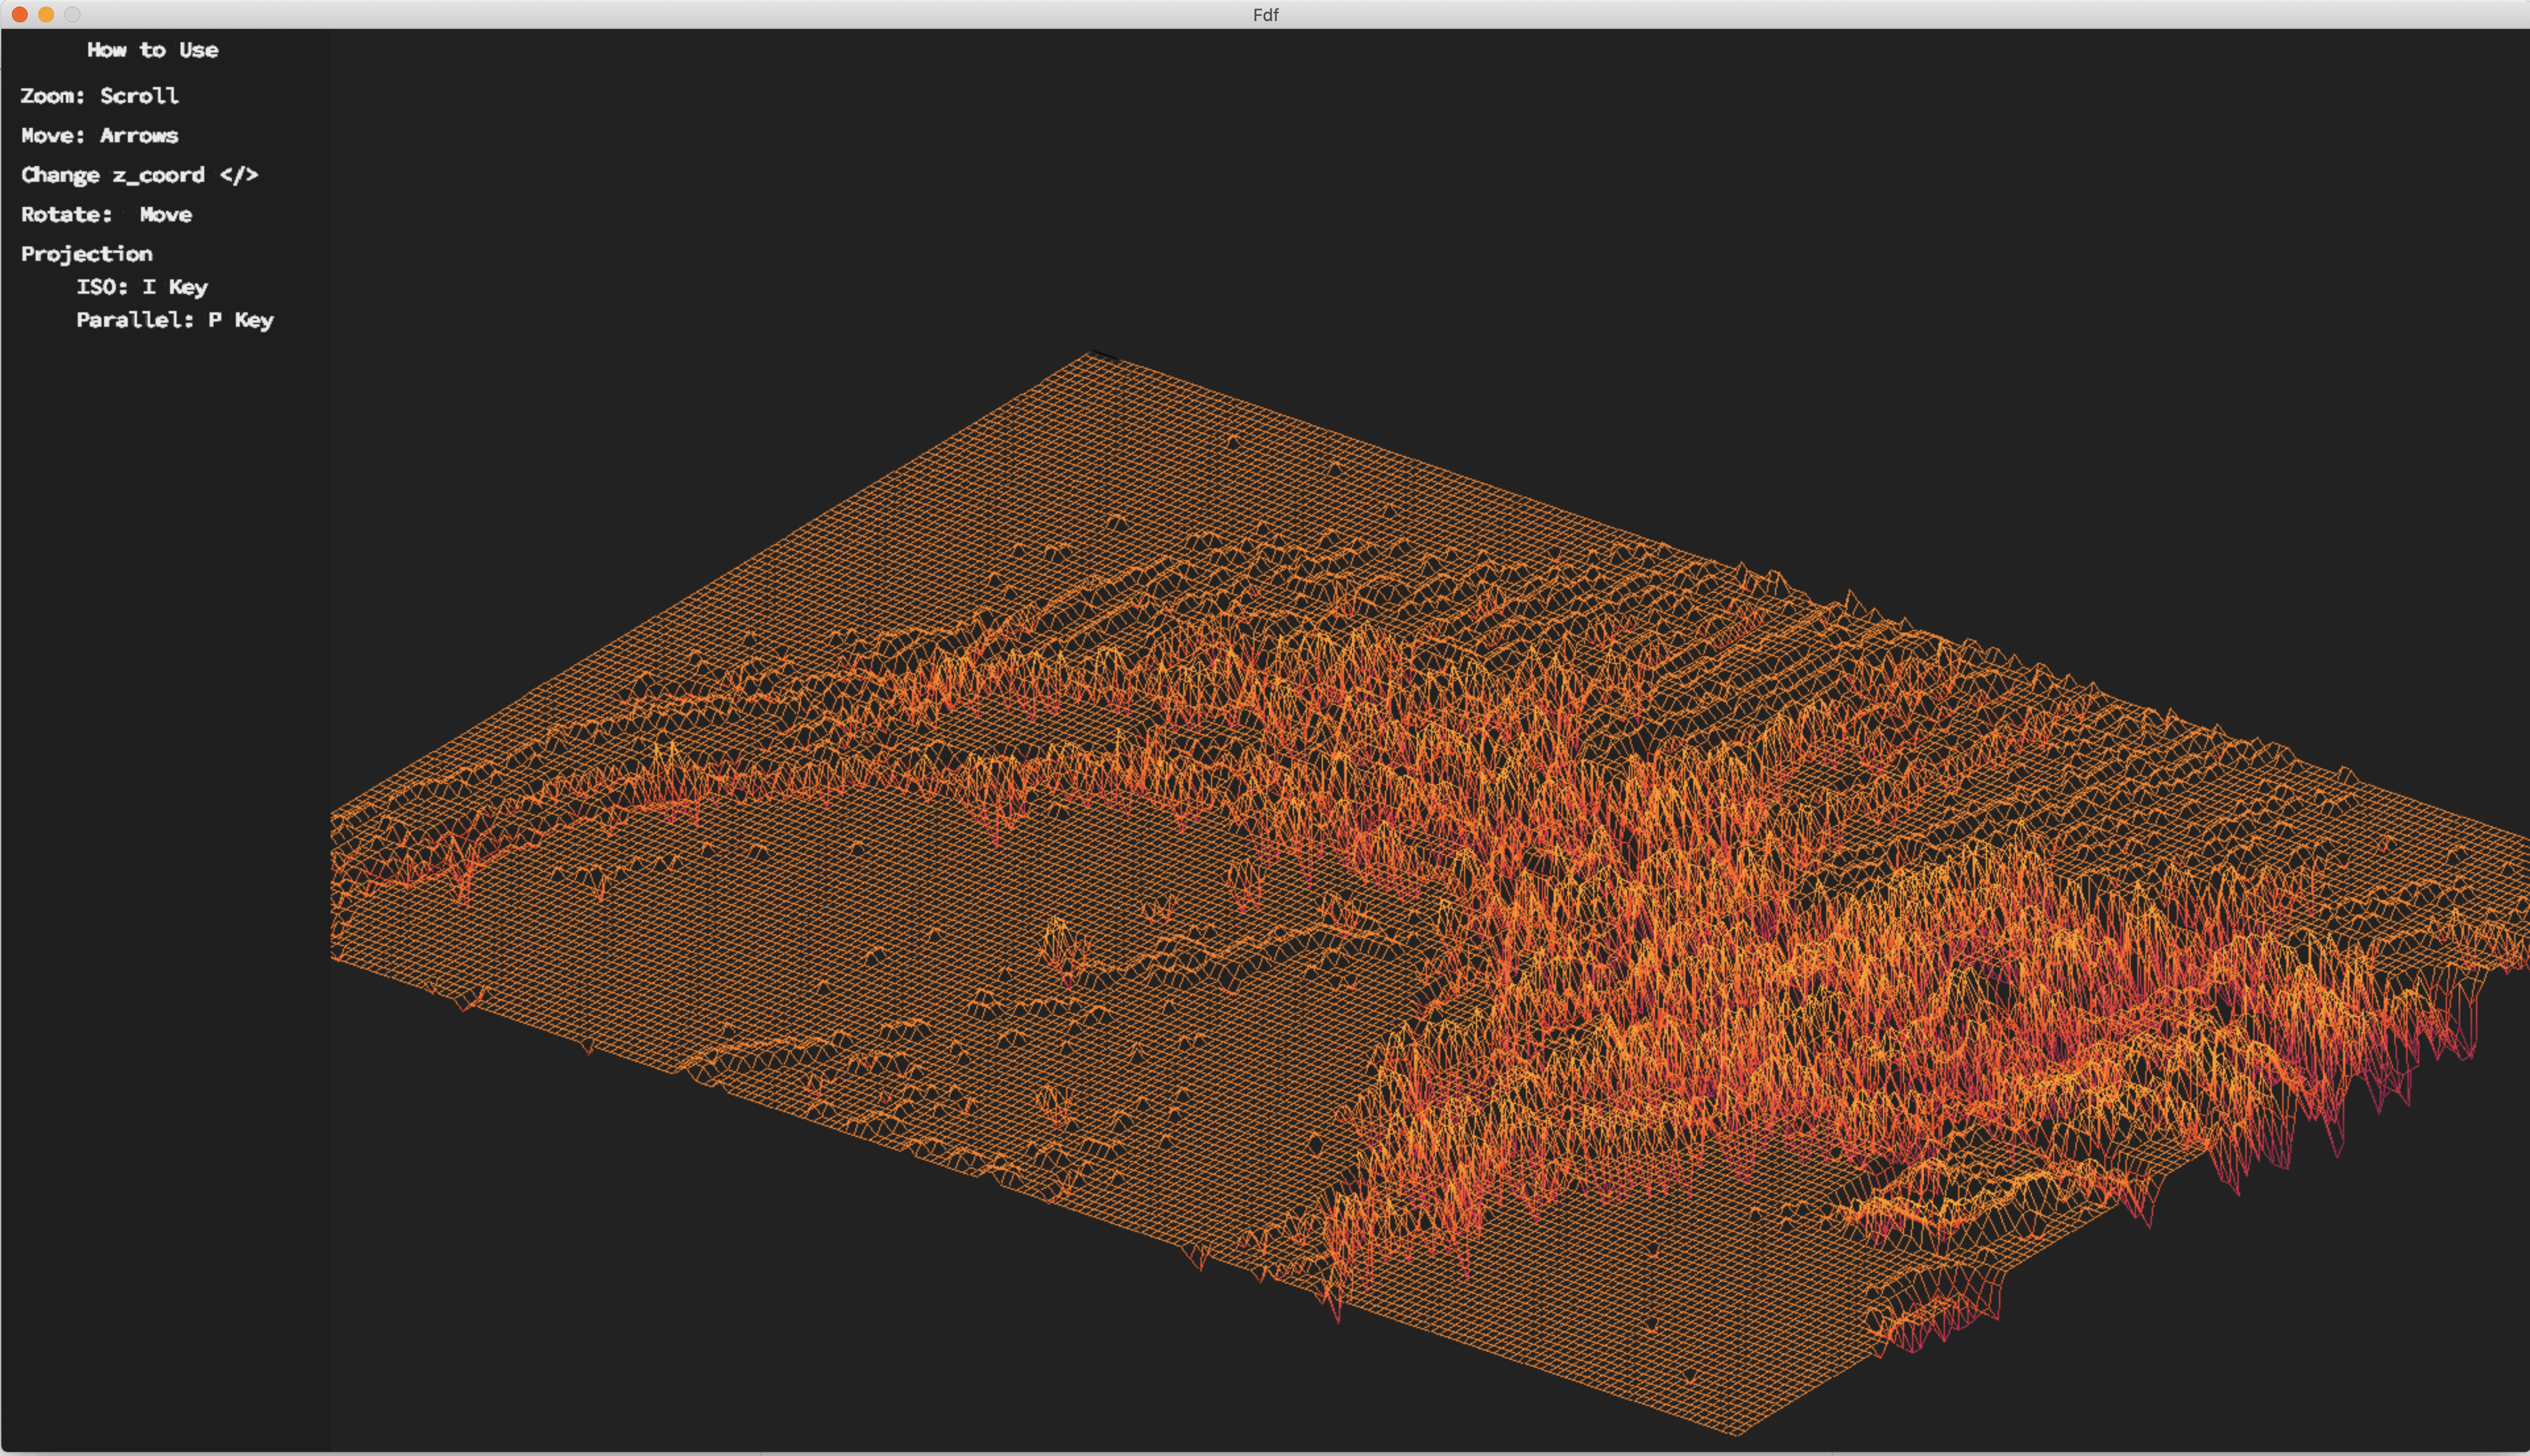 Fdf
How to Use
Zoom: Scroll
Move: Arrows
Change z_coord </>
Rotate:  Move
Projection
ISO: I Key
Parallel: P Key